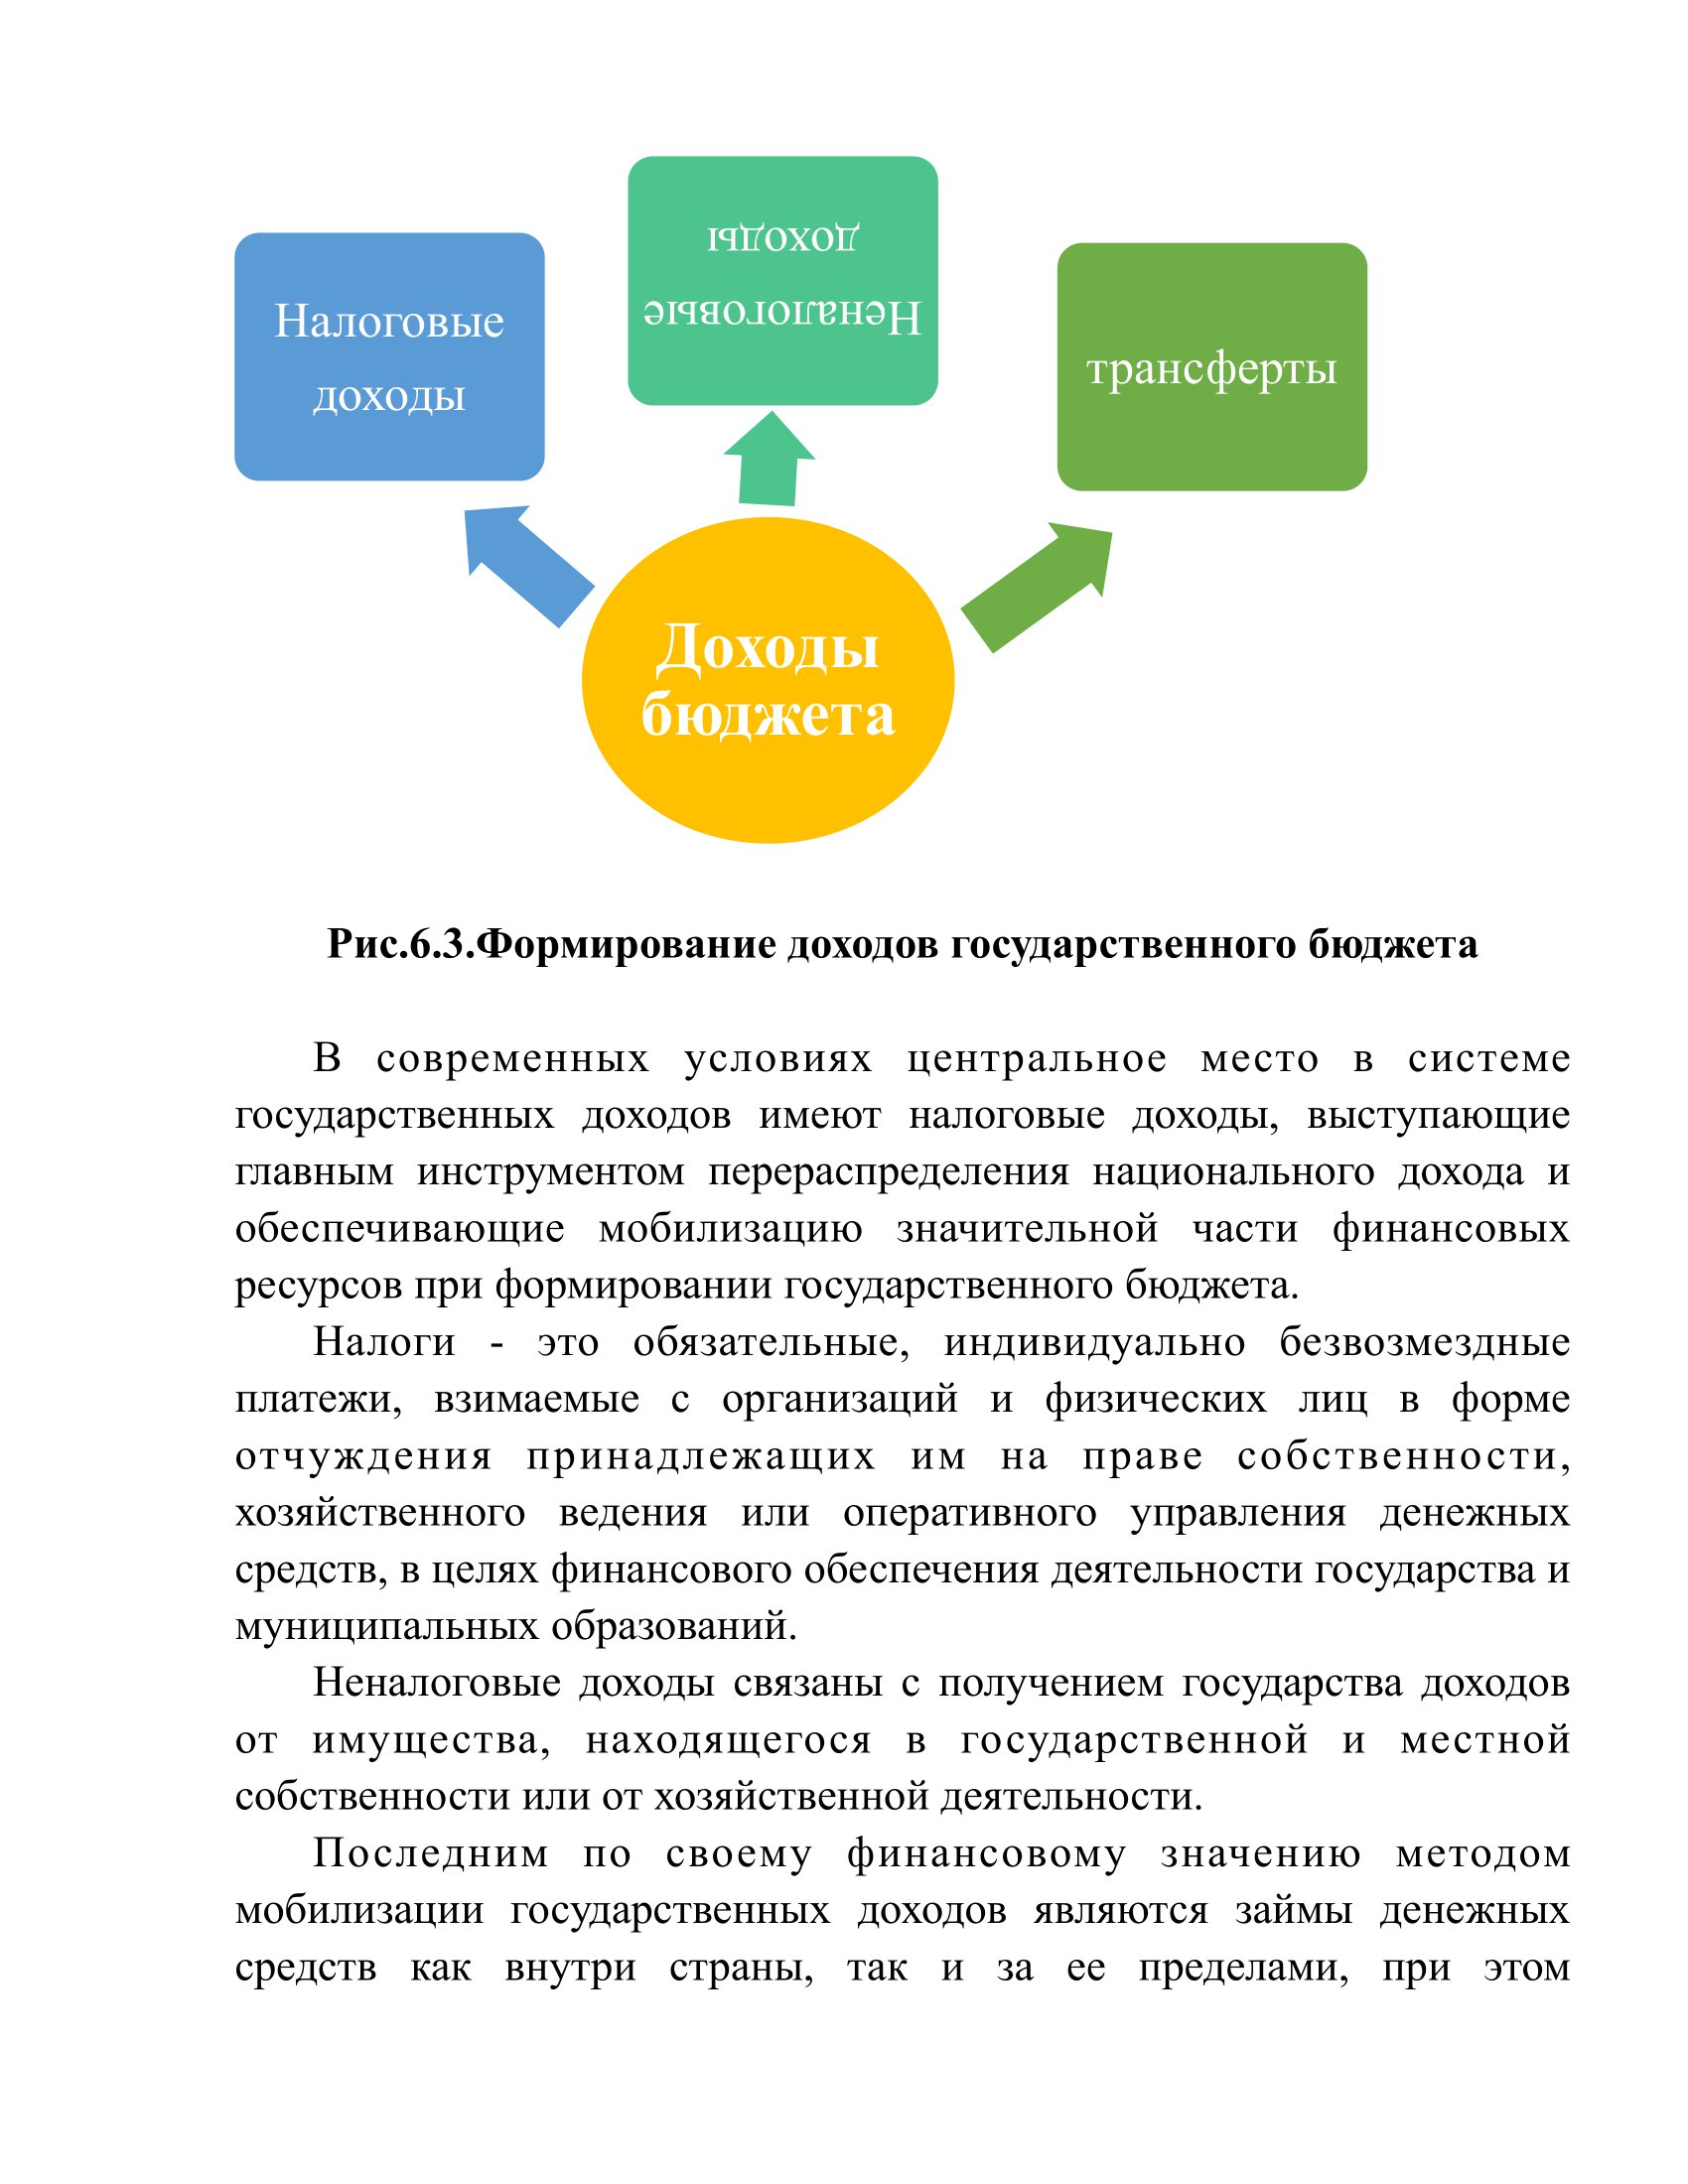 Налоговые
доходы
Неналоговые
доходы
трансферты
Доходы
бюджета
Рис.6.3.Формирование доходов государственного бюджета
В современных условиях центральное место в системе
государственных доходов имеют налоговые доходы, выступающие
главным инструментом перераспределения национального дохода и
обеспечивающие мобилизацию значительной части финансовых
ресурсов при формировании государственного бюджета.
Налоги - это обязательные, индивидуально безвозмездные
платежи, взимаемые с организаций и физических лиц в форме
отчуждения принадлежащих им на праве собственности,
хозяйственного ведения или оперативного управления денежных
средств, в целях финансового обеспечения деятельности государства и
муниципальных образований.
Неналоговые доходы связаны с получением государства доходов
от имущества, находящегося в государственной и местной
собственности или от хозяйственной деятельности.
Последним по своему финансовому значению методом
мобилизации государственных доходов являются займы денежных
средств как внутри страны, так и за ее пределами, при этом